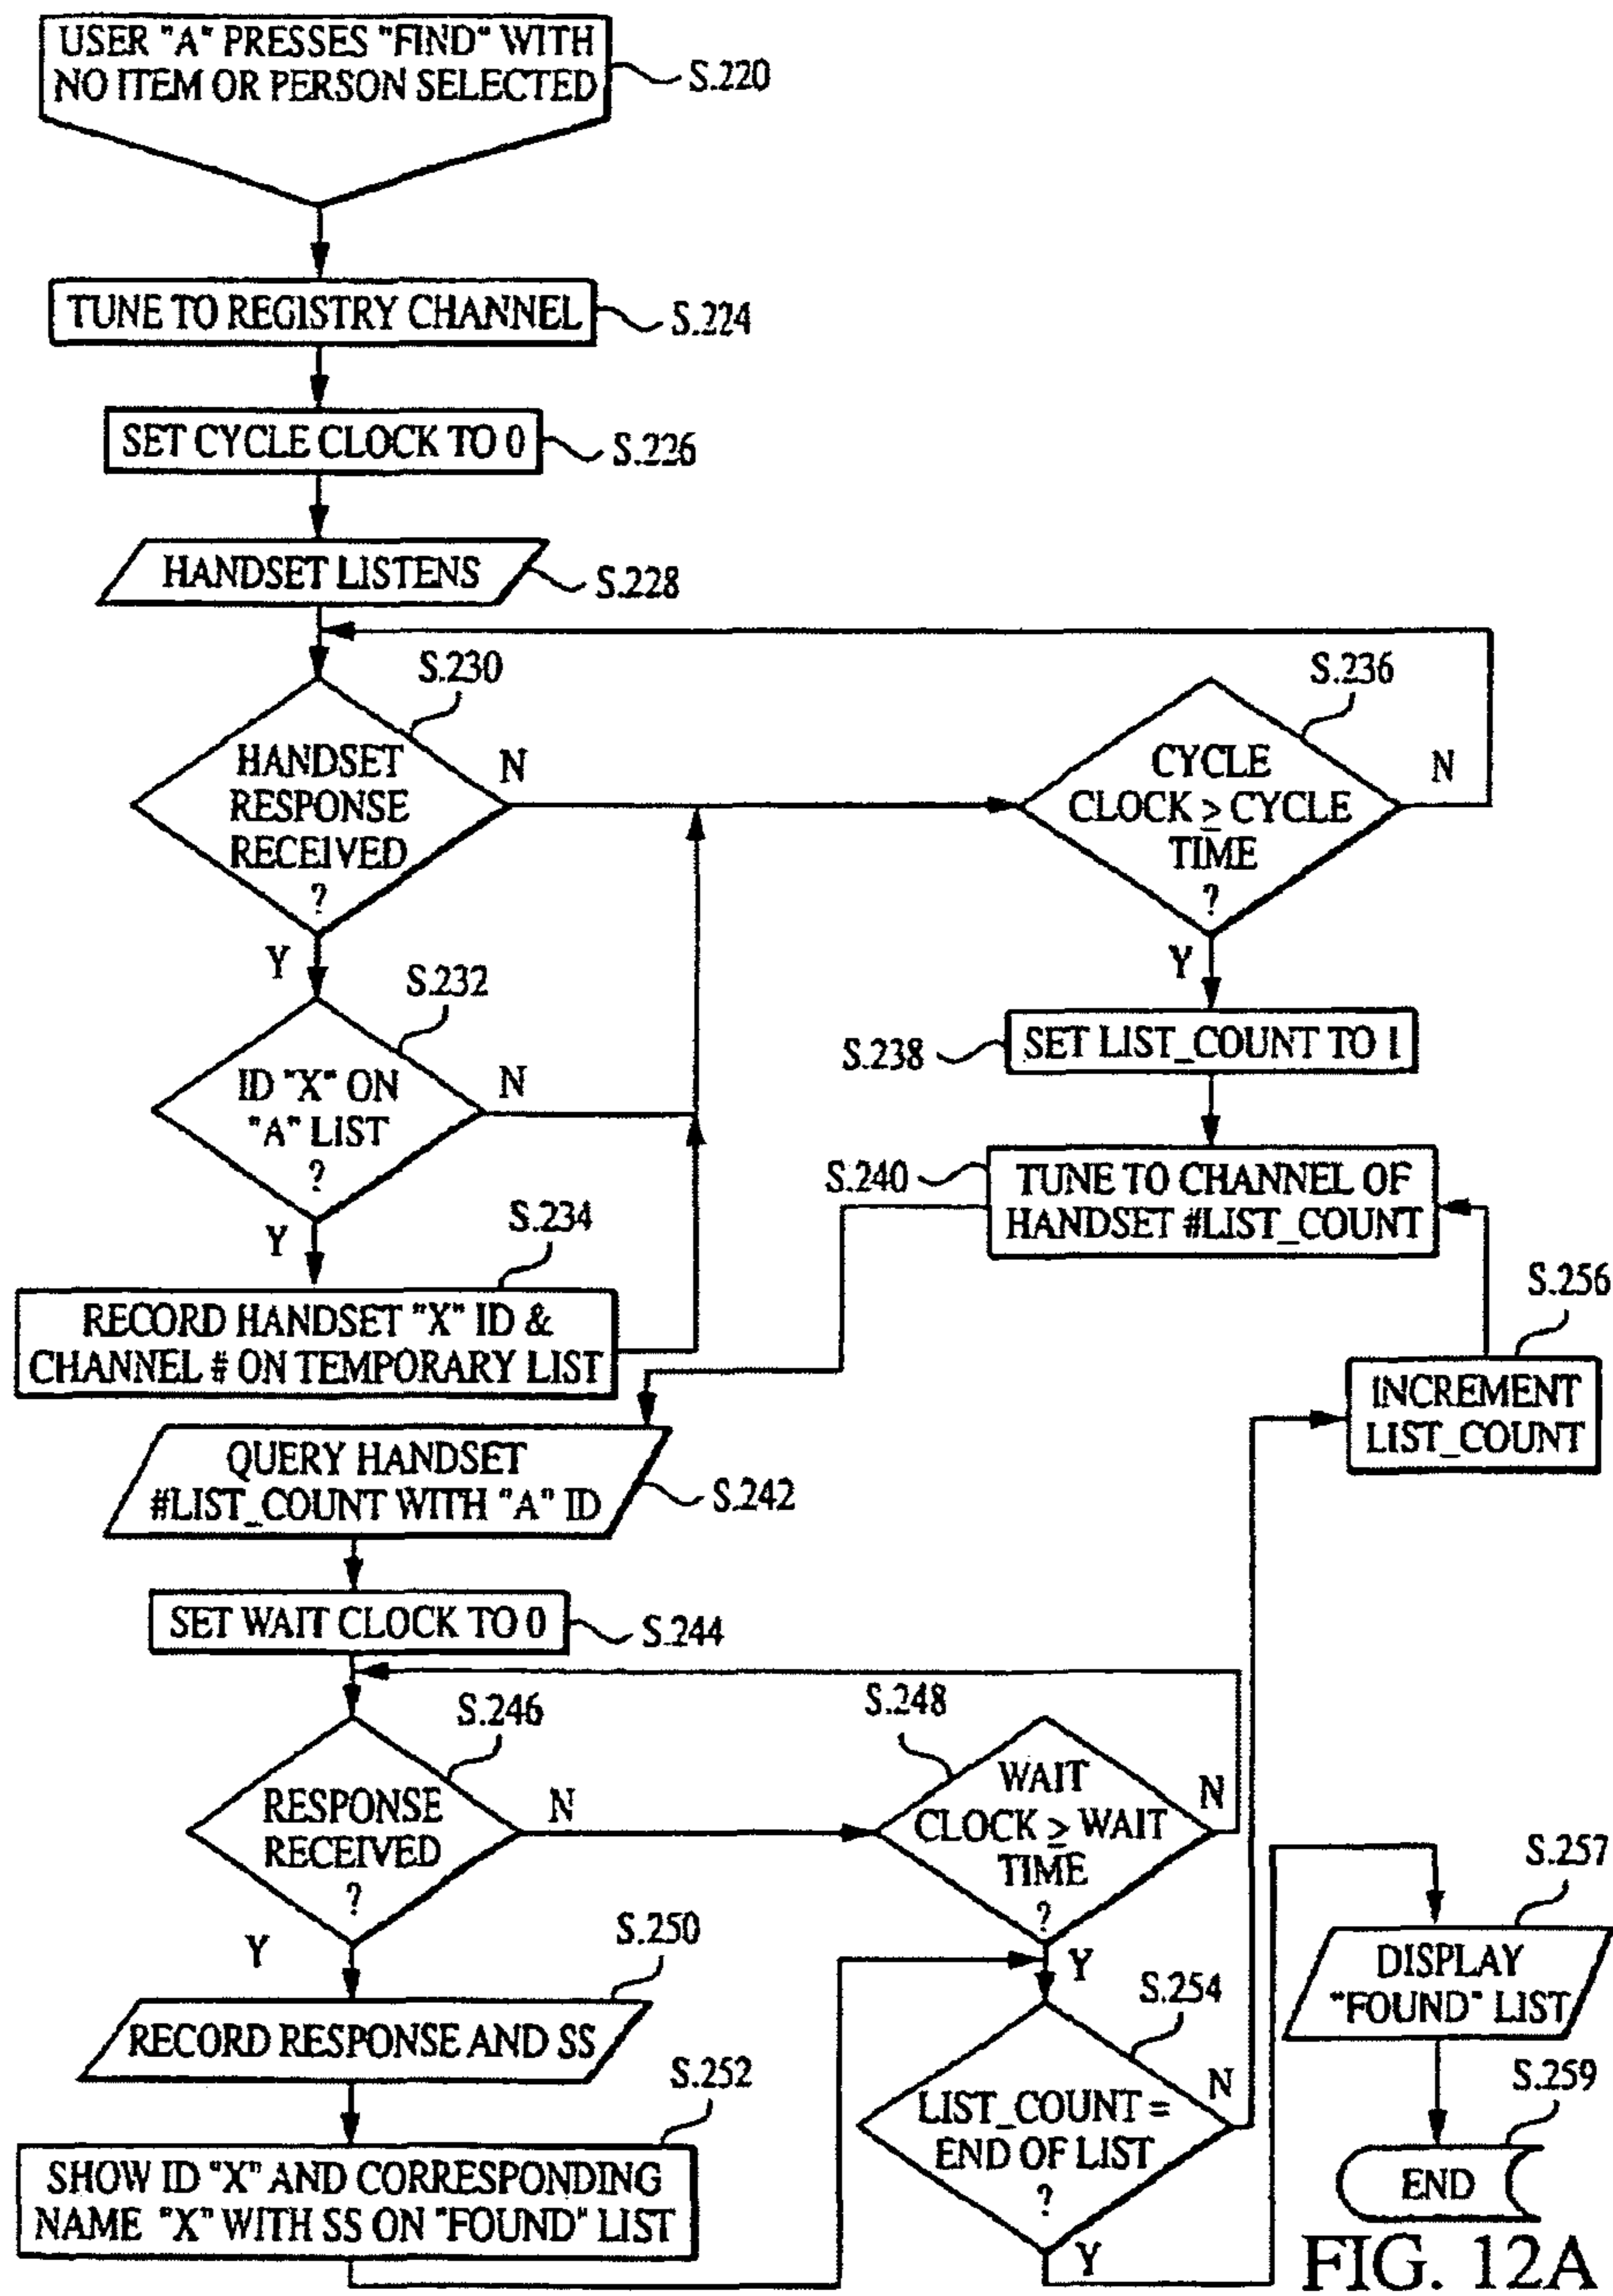 USER "A" PRESSES "FIND" WITH
NO ITEM OR PERSON SELECTED
S.220
TUNE TO REGISTRY CHANNEL
S.224
SET CYCLE CLOCK TO 0
S.226
HANDSET LISTENS
S.228
S.230
HANDSET
RESPONSE
RECEIVED
?
N
Y
S.236
CYCLE
CLOCK ≥ CYCLE
TIME
?
N
Y
S.232
ID "X" ON
"A" LIST
?
N
Y
S.238
SET LIST_COUNT TO 1
S.240
TUNE TO CHANNEL OF
HANDSET #LIST_COUNT
S.234
RECORD HANDSET "X" ID &
CHANNEL # ON TEMPORARY LIST
S.256
INCREMENT
LIST_COUNT
QUERY HANDSET
#LIST_COUNT WITH "A" ID
S.242
SET WAIT CLOCK TO 0
S.244
S.246
RESPONSE
RECEIVED
?
N
Y
S.248
WAIT
CLOCK ≥ WAIT
TIME
?
N
Y
S.250
RECORD RESPONSE AND SS
S.252
SHOW ID "X" AND CORRESPONDING
NAME "X" WITH SS ON "FOUND" LIST
S.254
LIST_COUNT =
END OF LIST
?
N
Y
S.257
DISPLAY
"FOUND" LIST
S.259
END
FIG. 12A